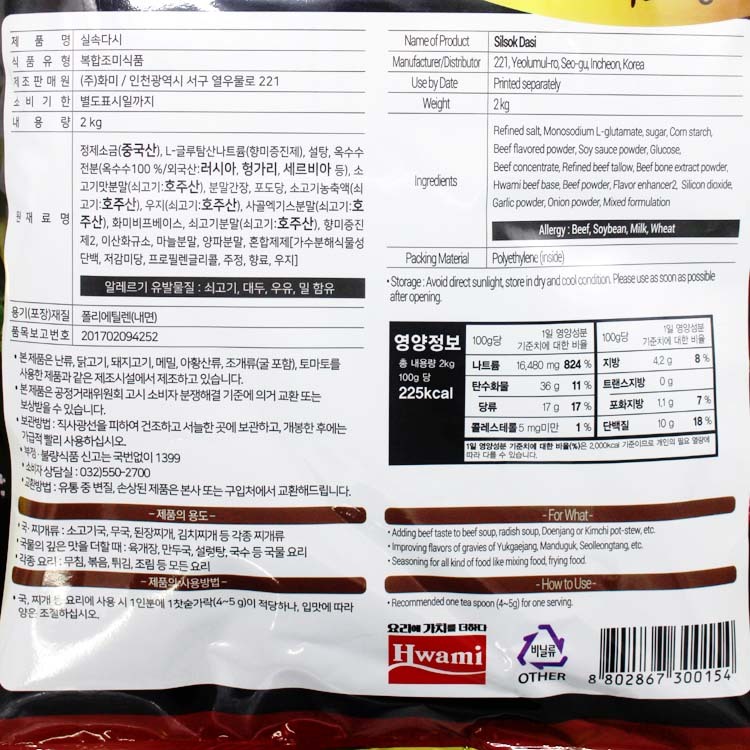 제 품 명 실속다시
식 품 유 형 복합조미식품
제조판매원 (주)화미 / 인천광역시 서구 열우물로 221
소 비 기 한 별도표시일까지
내 용 량 2 kg
원 재 료 명
정제소금(중국산), L-글루탐산나트륨(향미증진제), 설탕, 옥수수
전분(옥수수100 %/외국산:러시아, 헝가리, 세르비아 등), 소
고기맛분말(쇠고기:호주산), 분말간장, 포도당, 소고기농축액(쇠
고기:호주산), 우지(쇠고기:호주산), 사골엑기스분말(쇠고기:호
주산), 화미비프베이스, 쇠고기분말(쇠고기:호주산), 향미증진
제2, 이산화규소, 마늘분말, 양파분말, 혼합제제[가수분해식물성
단백, 저감미당, 프로필렌글리콜, 주정, 향료, 우지]
알레르기 유발물질 : 쇠고기, 대두, 우유, 밀 함유
용기(포장)재질 폴리에틸렌(내면)
품목보고번호 201702094252
• 본 제품은 난류, 닭고기, 돼지고기, 메밀, 아황산류, 조개류(굴 포함), 토마토를
사용한 제품과 같은 제조시설에서 제조하고 있습니다.
• 본 제품은 공정거래위원회 고시 소비자 분쟁해결 기준에 의거 교환 또는
보상받을 수 있습니다.
• 보관방법 : 직사광선을 피하여 건조하고 서늘한 곳에 보관하고, 개봉한 후에는
가급적 빨리 사용하십시오.
• 부정·불량식품 신고는 국번없이 1399
• 소비자 상담실 : 032)550-2700
• 교환방법 : 유통 중 변질, 손상된 제품은 본사 또는 구입처에서 교환해드립니다.
- 제품의 용도 -
• 국·찌개류 : 소고기국, 무국, 된장찌개, 김치찌개 등 각종 찌개류
• 국물의 깊은 맛을 더할 때 : 육개장, 만두국, 설렁탕, 국수 등 국물 요리
• 각종 요리 : 무침, 볶음, 튀김, 조림 등 모든 요리
- 제품의 사용방법 -
• 국, 찌개 등 요리에 사용 시 1인분에 1찻숟가락(4~5 g)이 적당하나, 입맛에 따라
양은 조절하십시오.
Name of Product Silsok Dasi
Manufacturer/Distributor 221, Yeolumul-ro, Seo-gu, Incheon, Korea
Use by Date Printed separately
Weight 2 kg
Ingredients
Refined salt, Monosodium L-glutamate, sugar, Corn starch,
Beef flavored powder, Soy sauce powder, Glucose,
Beef concentrate, Refined beef tallow, Beef bone extract powder,
Hwami beef base, Beef powder, Flavor enhancer2, Silicon dioxide,
Garlic powder, Onion powder, Mixed formulation
Allergy : Beef, Soybean, Milk, Wheat
Packing Material Polyethylene (inside)
• Storage : Avoid direct sunlight, store in dry and cool condition. Please use as soon as possible
after opening.
영양정보
총 내용량 2kg
100g 당
225kcal
100g당 1일 영양성분 기준치에 대한 비율
나트륨 16,480 mg 824 %
탄수화물 36 g 11 %
당류 17 g 17 %
콜레스테롤 5 mg미만 1 %
100g당 1일 영양성분 기준치에 대한 비율
지방 4.2 g 8 %
트랜스지방 0 g
포화지방 1.1 g 7 %
단백질 10 g 18 %
1일 영양성분 기준치에 대한 비율(%)은 2,000kcal 기준이므로 개인의 필요 열량에
따라 다를 수 있습니다.
- For What -
• Adding beef taste to beef soup, radish soup, Doenjang or Kimchi pot-stew, etc.
• Improving flavors of gravies of Yukgaejang, Manduguk, Seolleongtang, etc.
• Seasoning for all kind of food like mixing food, frying food.
- How to Use -
• Recommended one tea spoon (4~5g) for one serving.
요리에 가치를 더하다
Hwami
비닐류
OTHER
8 802867 300154